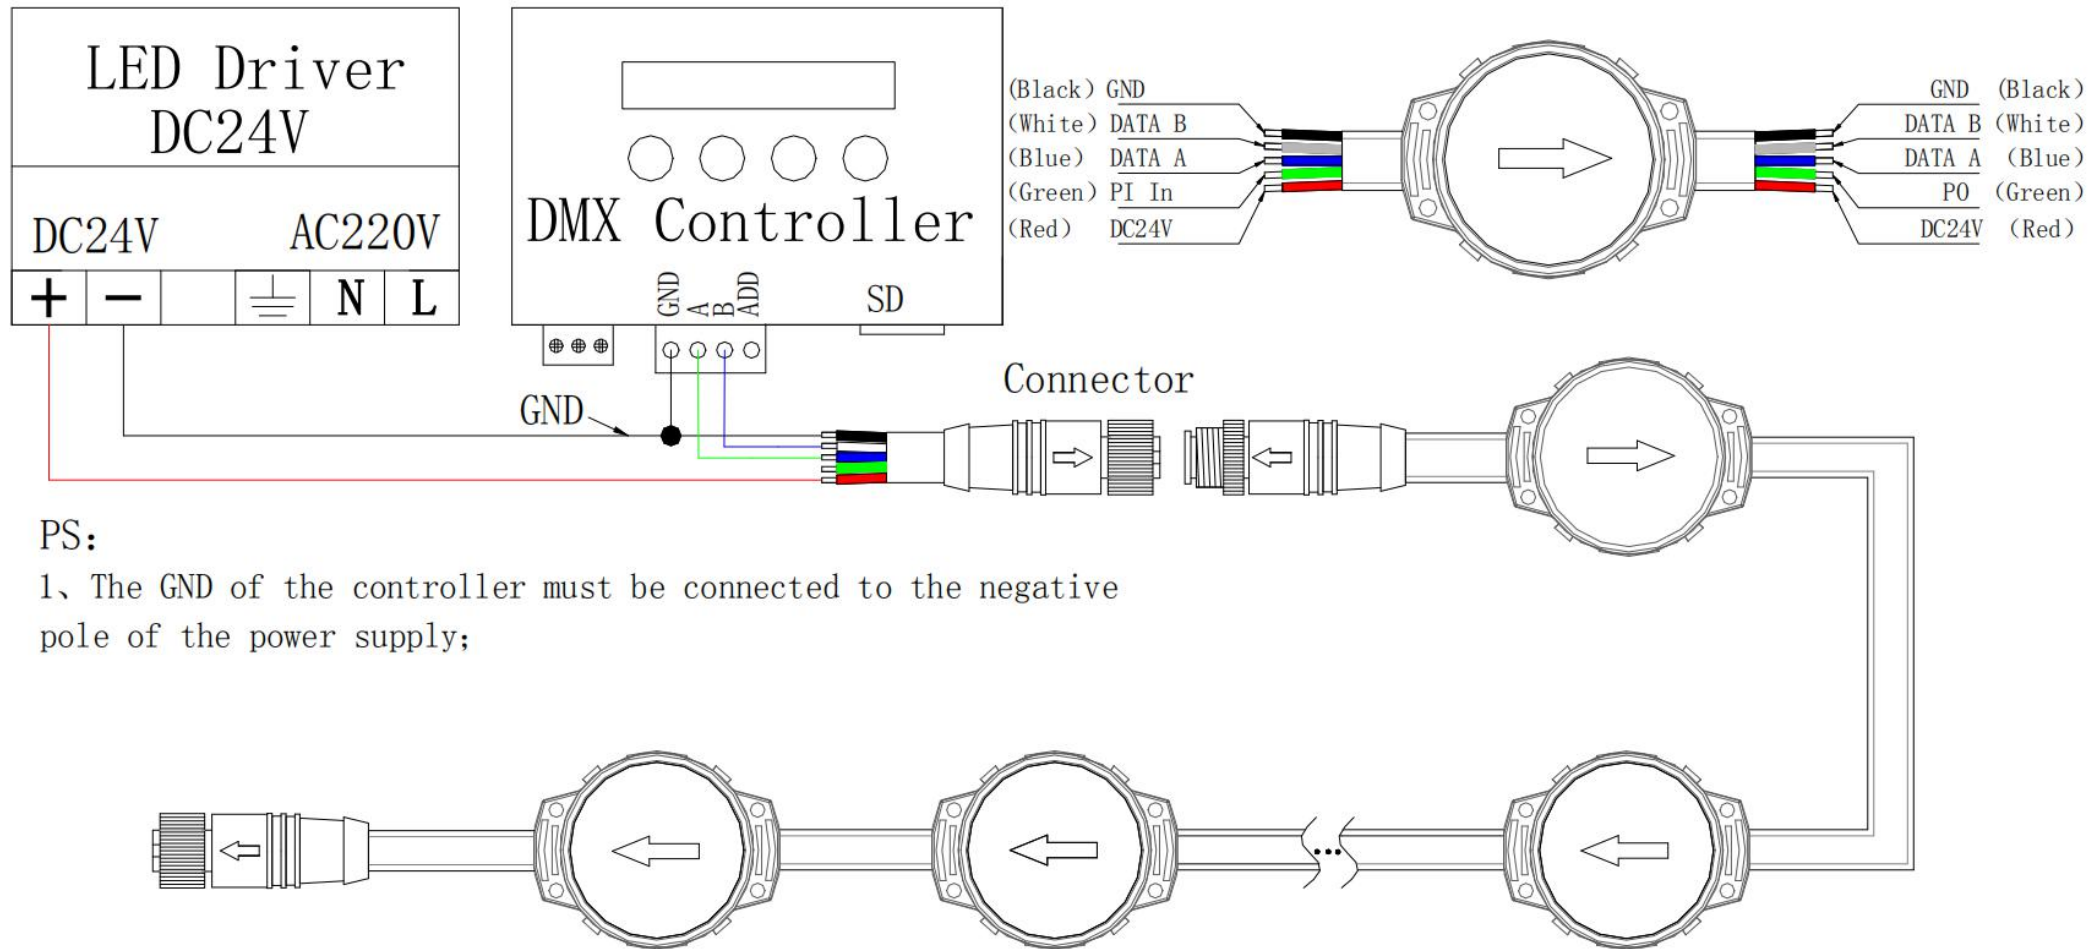 LED Driver
DC24V
DC24V AC220V
+ − N L
DMX Controller
GND A B ADD
SD
(Black) GND
(White) DATA B
(Blue) DATA A
(Green) PI In
(Red) DC24V
GND (Black)
DATA B (White)
DATA A (Blue)
PO (Green)
DC24V (Red)
GND
Connector
PS:
1、The GND of the controller must be connected to the negative
pole of the power supply;